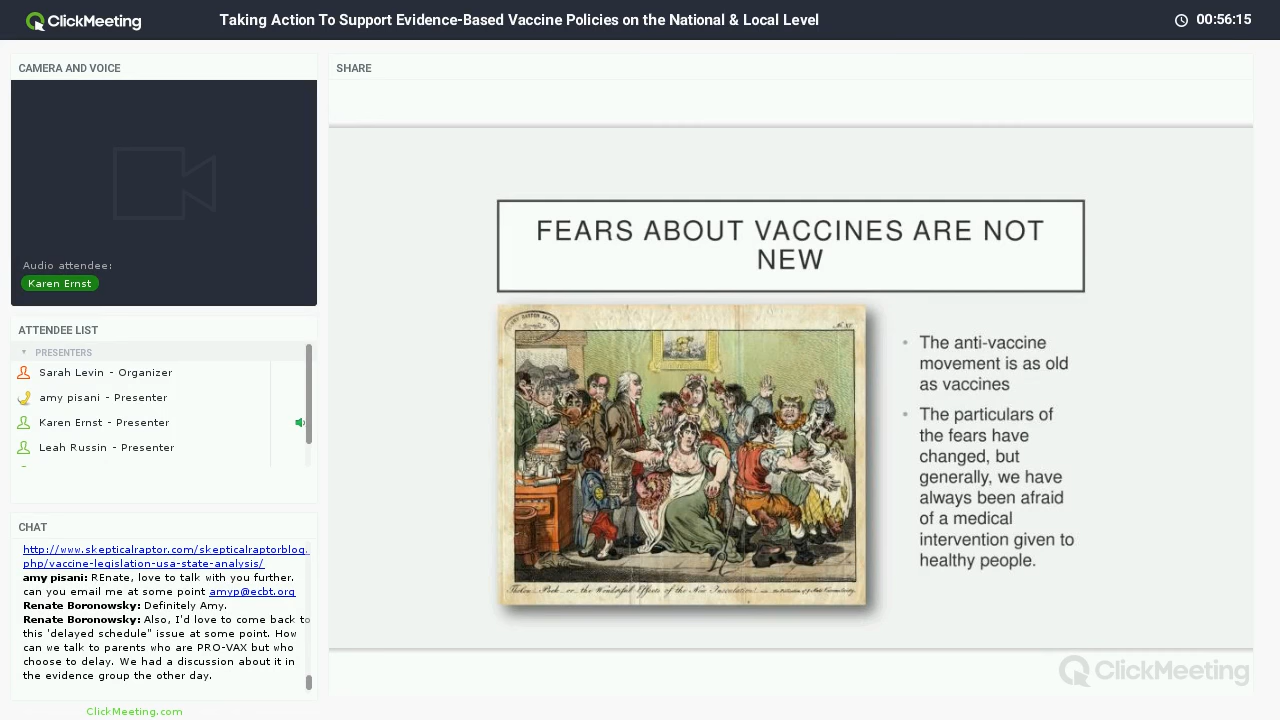 ClickMeeting
Taking Action To Support Evidence-Based Vaccine Policies on the National & Local Level
00:56:15
CAMERA AND VOICE
Audio attendee:
Karen Ernst
ATTENDEE LIST
PRESENTERS
Sarah Levin - Organizer
amy pisani - Presenter
Karen Ernst - Presenter
Leah Russin - Presenter
CHAT
http://www.skepticalraptor.com/skepticalraptorblog.
php/vaccine-legislation-usa-state-analysis/
amy pisani: REnate, love to talk with you further.
can you email me at some point amyp@ecbt.org
Renate Boronowsky: Definitely Amy.
Renate Boronowsky: Also, I'd love to come back to
this 'delayed schedule" issue at some point. How
can we talk to parents who are PRO-VAX but who
choose to delay. We had a discussion about it in
the evidence group the other day.
ClickMeeting.com
SHARE
FEARS ABOUT VACCINES ARE NOT
NEW
or the Wonderful Effects of the New Inoculation
• The anti-vaccine
movement is as old
as vaccines
• The particulars of
the fears have
changed, but
generally, we have
always been afraid
of a medical
intervention given to
healthy people.
ClickMeeting